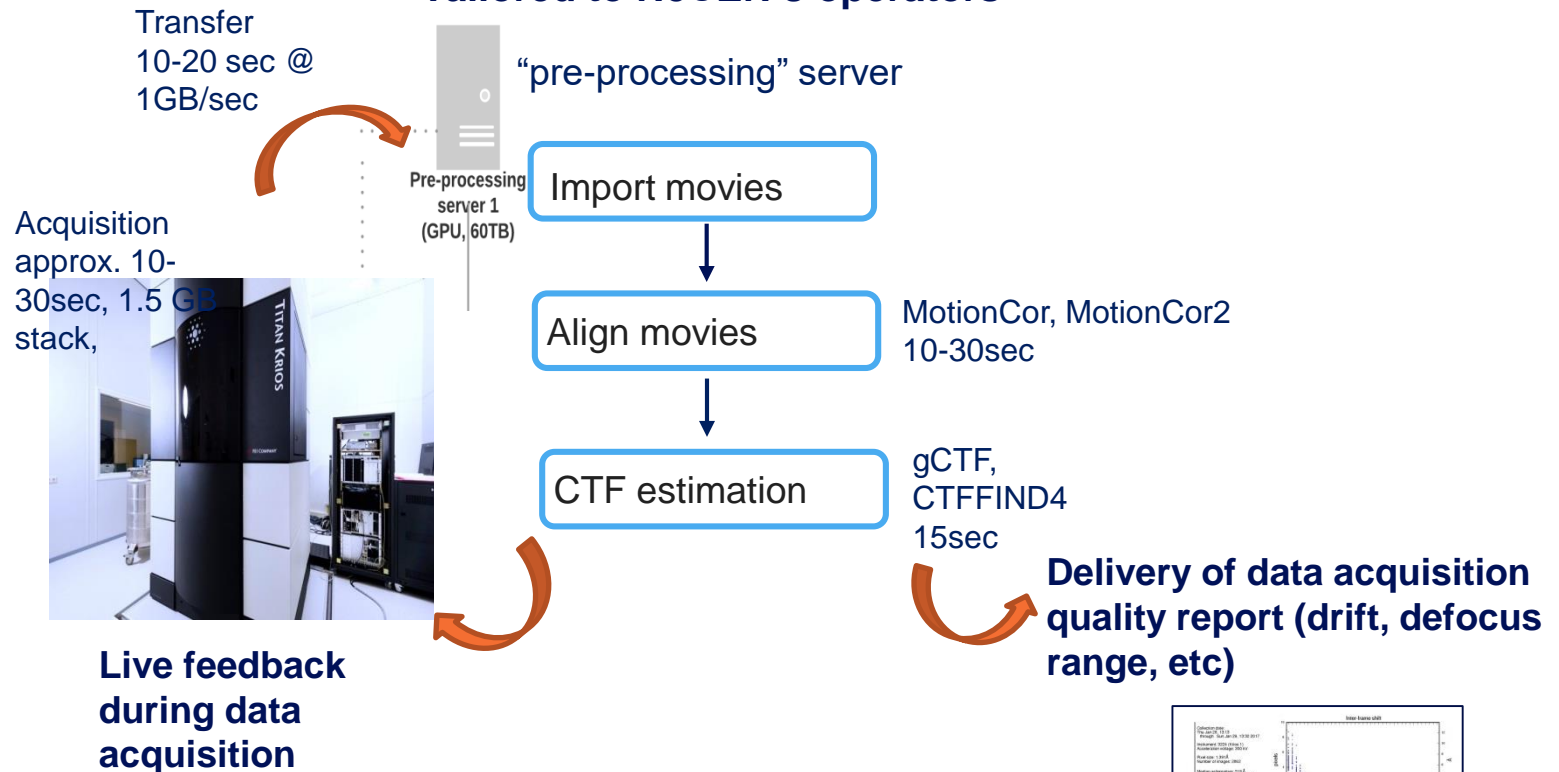 Transfer
10-20 sec @
1GB/sec
“pre-processing” server
Pre-processing
server 1
(GPU, 60TB)
Import movies
Acquisition
approx. 10-
30sec, 1.5 GB
stack,
TITAN KRIOS
Align movies
MotionCor, MotionCor2
10-30sec
CTF estimation
gCTF,
CTFFIND4
15sec
Delivery of data acquisition
quality report (drift, defocus
range, etc)
Live feedback
during data
acquisition
Inter-frame shift
pixels